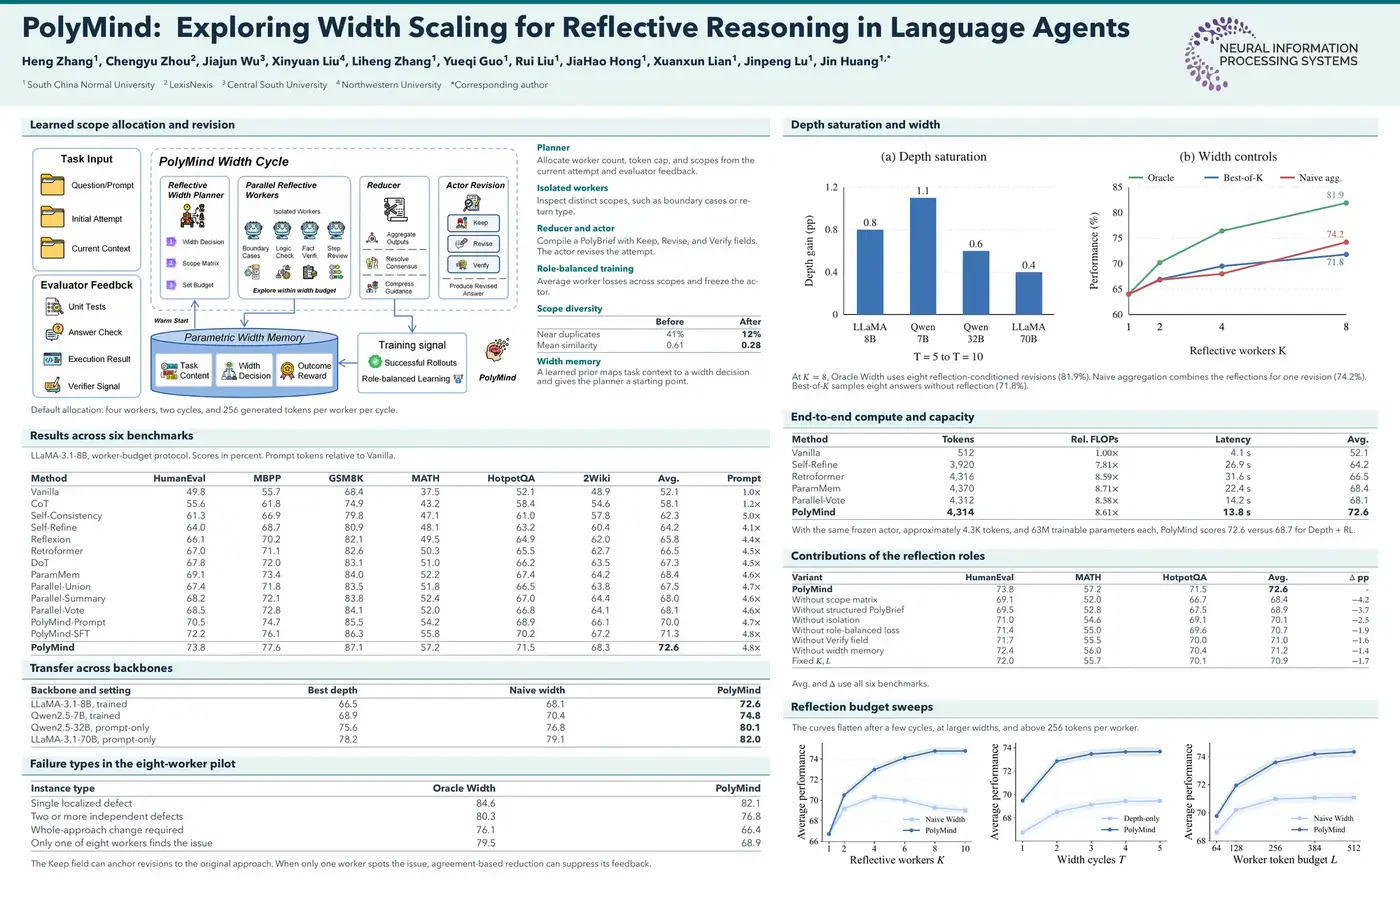 PolyMind: Exploring Width Scaling for Reflective Reasoning in Language Agents
Heng Zhang1, Chengyu Zhou2, Jiajun Wu3, Xinyuan Liu4, Liheng Zhang1, Yueqi Guo1, Rui Liu1, JiaHao Hong1, Xuanxun Lian1, Jinpeng Lu1, Jin Huang1,*
1 South China Normal University 2 LexisNexis 3 Central South University 4 Northwestern University *Corresponding author
NEURAL INFORMATION
PROCESSING SYSTEMS
Learned scope allocation and revision
Task Input
Question/Prompt
Initial Attempt
Current Context
Evaluator Feedbck
Unit Tests
Answer Check
Execution Result
Verifier Signal
PolyMind Width Cycle
Reflective
Width Planner
Width Decision
Scope Matrix
Set Budget
Parallel Reflective
Workers
Isolated Workers
Boundary Cases
Logic Check
Fact Verifi.
Step Review
Explore within width budget
Reducer
Aggregate Outputs
Resolve Consensus
Compress Guidance
Actor Revision
Keep
Revise
Verify
Produce Revised
Answer
Warm Start
Parametric Width Memory
Task Content
Width Decision
Outcome Reward
Training signal
Successful Rollouts
Role-balanced Learning
PolyMind
Default allocation: four workers, two cycles, and 256 generated tokens per worker per cycle.
Planner
Allocate worker count, token cap, and scopes from the
current attempt and evaluator feedback.
Isolated workers
Inspect distinct scopes, such as boundary cases or re-
turn type.
Reducer and actor
Compile a PolyBrief with Keep, Revise, and Verify fields.
The actor revises the attempt.
Role-balanced training
Average worker losses across scopes and freeze the ac-
tor.
Scope diversity
Before After
Near duplicates 41% 12%
Mean similarity 0.61 0.28
Width memory
A learned prior maps task context to a width decision
and gives the planner a starting point.
Results across six benchmarks
LLaMA-3.1-8B, worker-budget protocol. Scores in percent. Prompt tokens relative to Vanilla.
Method HumanEval MBPP GSM8K MATH HotpotQA 2Wiki Avg. Prompt
Vanilla 49.8 55.7 68.4 37.5 52.1 48.9 52.1 1.0×
CoT 55.6 61.8 74.9 43.2 58.4 54.6 58.1 1.2×
Self-Consistency 61.3 66.9 79.8 47.1 61.0 57.8 62.3 5.0×
Self-Refine 64.0 68.7 80.9 48.1 63.2 60.4 64.2 4.1×
Reflexion 66.1 70.2 82.1 49.5 64.9 62.0 65.8 4.4×
Retroformer 67.0 71.1 82.6 50.3 65.5 62.7 66.5 4.5×
DoT 67.8 72.0 83.1 51.0 66.2 63.5 67.3 4.5×
ParamMem 69.1 73.4 84.0 52.2 67.4 64.2 68.4 4.6×
Parallel-Union 67.4 71.8 83.5 51.8 66.5 63.8 67.5 4.7×
Parallel-Summary 68.2 72.1 83.8 52.4 67.0 64.4 68.0 4.6×
Parallel-Vote 68.5 72.8 84.1 52.0 66.8 64.1 68.1 4.6×
PolyMind-Prompt 70.5 74.7 85.5 54.2 68.9 66.1 70.0 4.7×
PolyMind-SFT 72.2 76.1 86.3 55.8 70.2 67.2 71.3 4.8×
PolyMind 73.8 77.6 87.1 57.2 71.5 68.3 72.6 4.8×
Transfer across backbones
Backbone and setting Best depth Naive width PolyMind
LLaMA-3.1-8B, trained 66.5 68.1 72.6
Qwen2.5-7B, trained 68.9 70.4 74.8
Qwen2.5-32B, prompt-only 75.6 76.8 80.1
LLaMA-3.1-70B, prompt-only 78.2 79.1 82.0
Failure types in the eight-worker pilot
Instance type Oracle Width PolyMind
Single localized defect 84.6 82.1
Two or more independent defects 80.3 76.8
Whole-approach change required 76.1 66.4
Only one of eight workers finds the issue 79.5 68.9
The Keep field can anchor revisions to the original approach. When only one worker spots the issue, agreement-based reduction can suppress its feedback.
Depth saturation and width
(a) Depth saturation
Depth gain (pp)
1.2
0.8
0.4
0
0.8
1.1
0.6
0.4
LLaMA 8B
Qwen 7B
Qwen 32B
LLaMA 70B
T = 5 to T = 10
(b) Width controls
Oracle Best-of-K Naive agg.
Performance (%)
85
80
75
70
65
60
81.9
74.2
71.8
1 2 4 8
Reflective workers K
At K = 8, Oracle Width uses eight reflection-conditioned revisions (81.9%). Naive aggregation combines the reflections for one revision (74.2%).
Best-of-K samples eight answers without reflection (71.8%).
End-to-end compute and capacity
Method Tokens Rel. FLOPs Latency Avg.
Vanilla 512 1.00× 4.1 s 52.1
Self-Refine 3,920 7.81× 26.9 s 64.2
Retroformer 4,316 8.59× 31.6 s 66.5
ParamMem 4,370 8.71× 22.4 s 68.4
Parallel-Vote 4,312 8.58× 14.2 s 68.1
PolyMind 4,314 8.61× 13.8 s 72.6
With the same frozen actor, approximately 4.3K tokens, and 63M trainable parameters each, PolyMind scores 72.6 versus 68.7 for Depth + RL.
Contributions of the reflection roles
Variant HumanEval MATH HotpotQA Avg. Δ pp
PolyMind 73.8 57.2 71.5 72.6 -
Without scope matrix 69.1 52.0 66.7 68.4 −4.2
Without structured PolyBrief 69.5 52.8 67.5 68.9 −3.7
Without isolation 71.0 54.6 69.1 70.1 −2.5
Without role-balanced loss 71.4 55.0 69.6 70.7 −1.9
Without Verify field 71.7 55.5 70.0 71.0 −1.6
Without width memory 72.4 56.0 70.4 71.2 −1.4
Fixed K, L 72.0 55.7 70.1 70.9 −1.7
Avg. and Δ use all six benchmarks.
Reflection budget sweeps
The curves flatten after a few cycles, at larger widths, and above 256 tokens per worker.
Average performance
74
72
70
68
66
Naive Width
PolyMind
1 2 4 6 8 10
Reflective workers K
Average performance
74
72
70
68
Depth-only
PolyMind
1 2 3 4 5
Width cycles T
Average performance
74
72
70
68
Naive Width
PolyMind
64 128 256 384 512
Worker token budget L